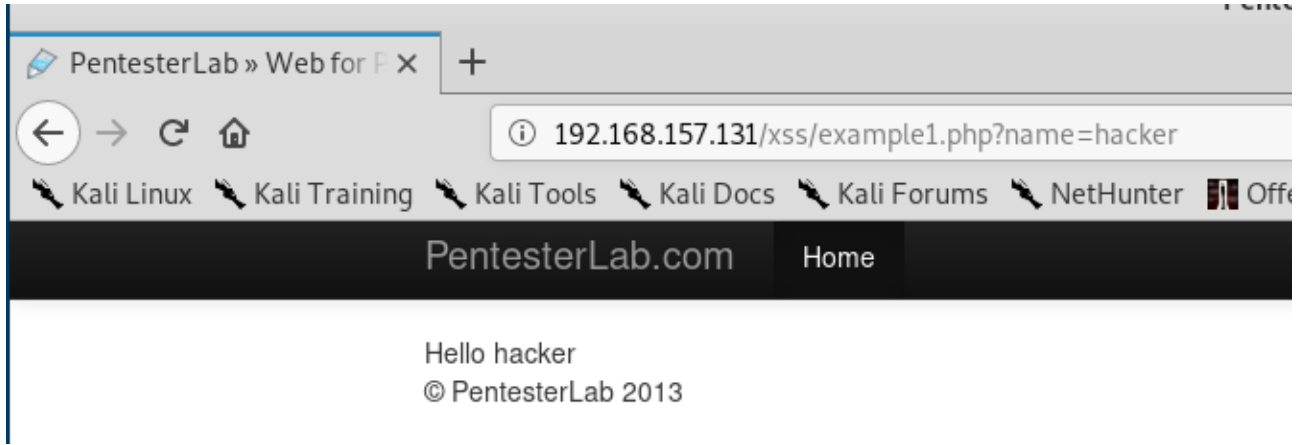 PentesterLab » Web for P
192.168.157.131/xss/example1.php?name=hacker
Kali Linux Kali Training Kali Tools Kali Docs Kali Forums NetHunter Offe
PentesterLab.com Home
Hello hacker
© PentesterLab 2013